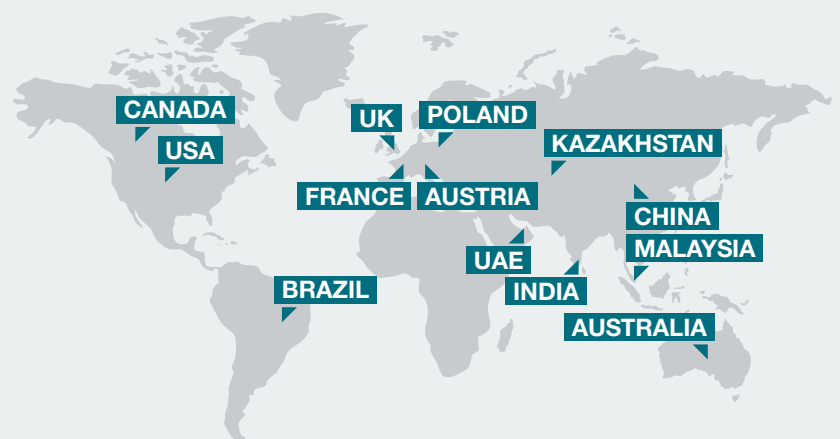 CANADA
USA
UK
POLAND
KAZAKHSTAN
FRANCE
AUSTRIA
CHINA
MALAYSIA
UAE
INDIA
BRAZIL
AUSTRALIA